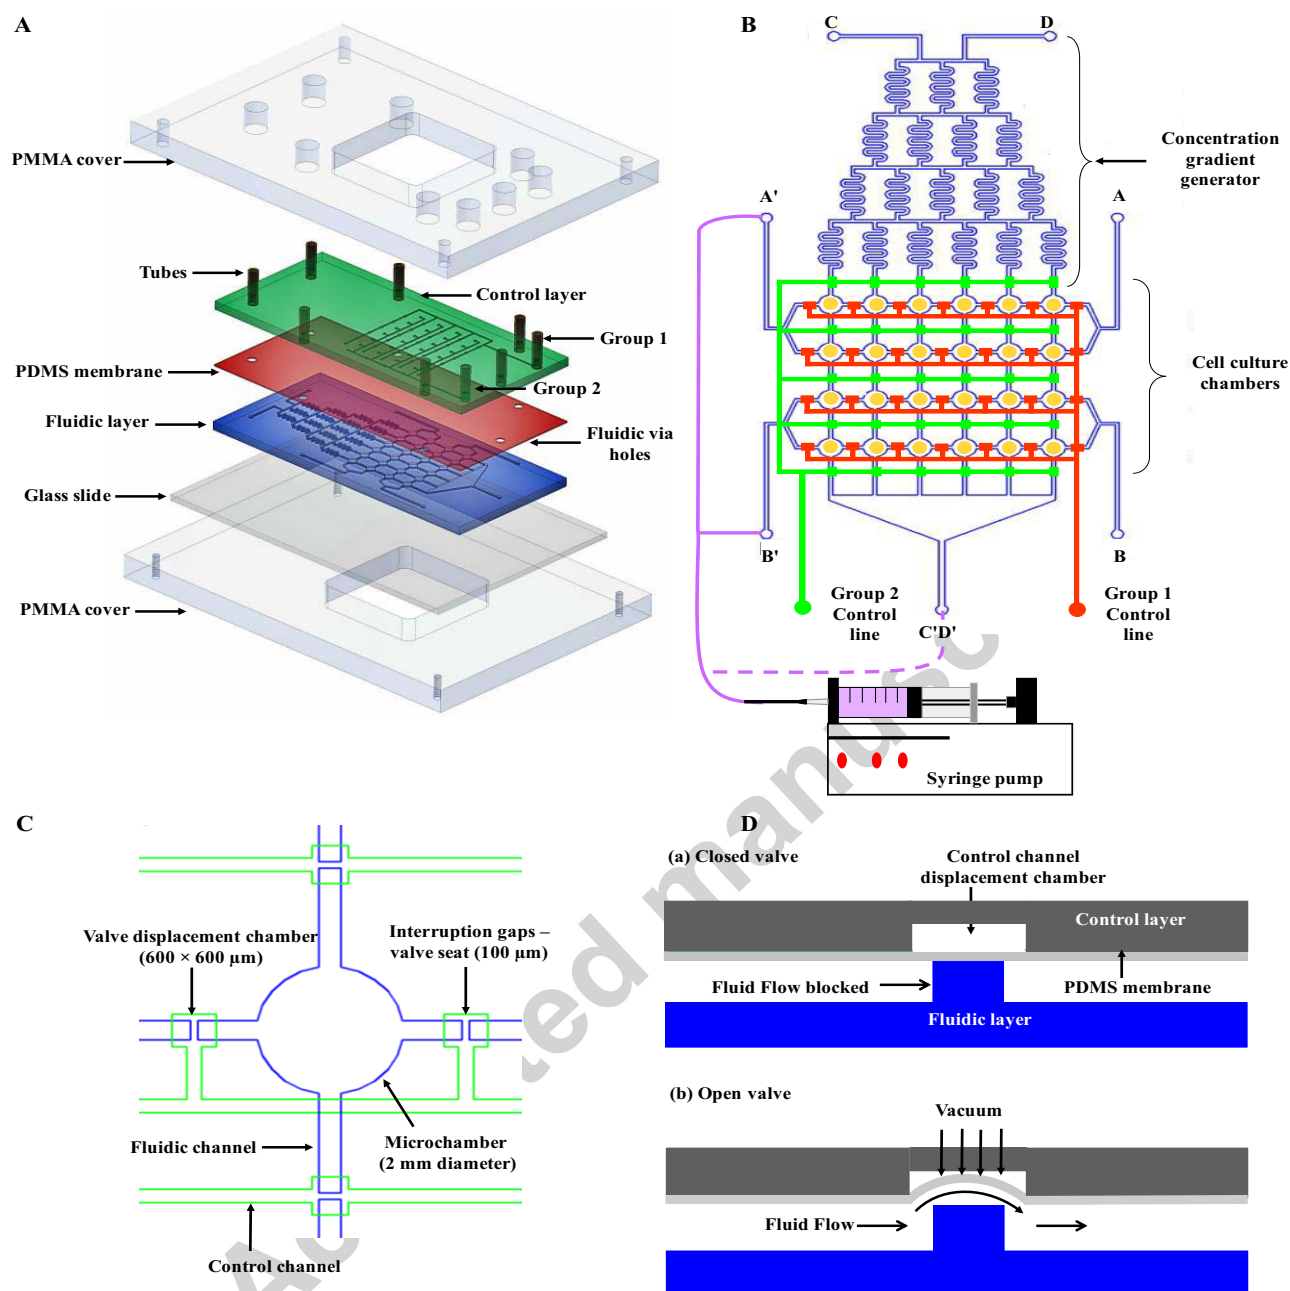 A
PMMA cover
Tubes
Control layer
Group 1
PDMS membrane
Group 2
Fluidic layer
Fluidic via
holes
Glass slide
PMMA cover
B
C
D
Concentration
gradient
generator
A'
A
Cell culture
chambers
B'
B
Group 2
Control
line
C'D'
Group 1
Control
line
Syringe pump
C
Valve displacement chamber
(600 × 600 µm)
Interruption gaps –
valve seat (100 µm)
Fluidic channel
Microchamber
(2 mm diameter)
Control channel
D
(a) Closed valve
Control channel
displacement chamber
Control layer
Fluid Flow blocked
PDMS membrane
Fluidic layer
(b) Open valve
Vacuum
Fluid Flow